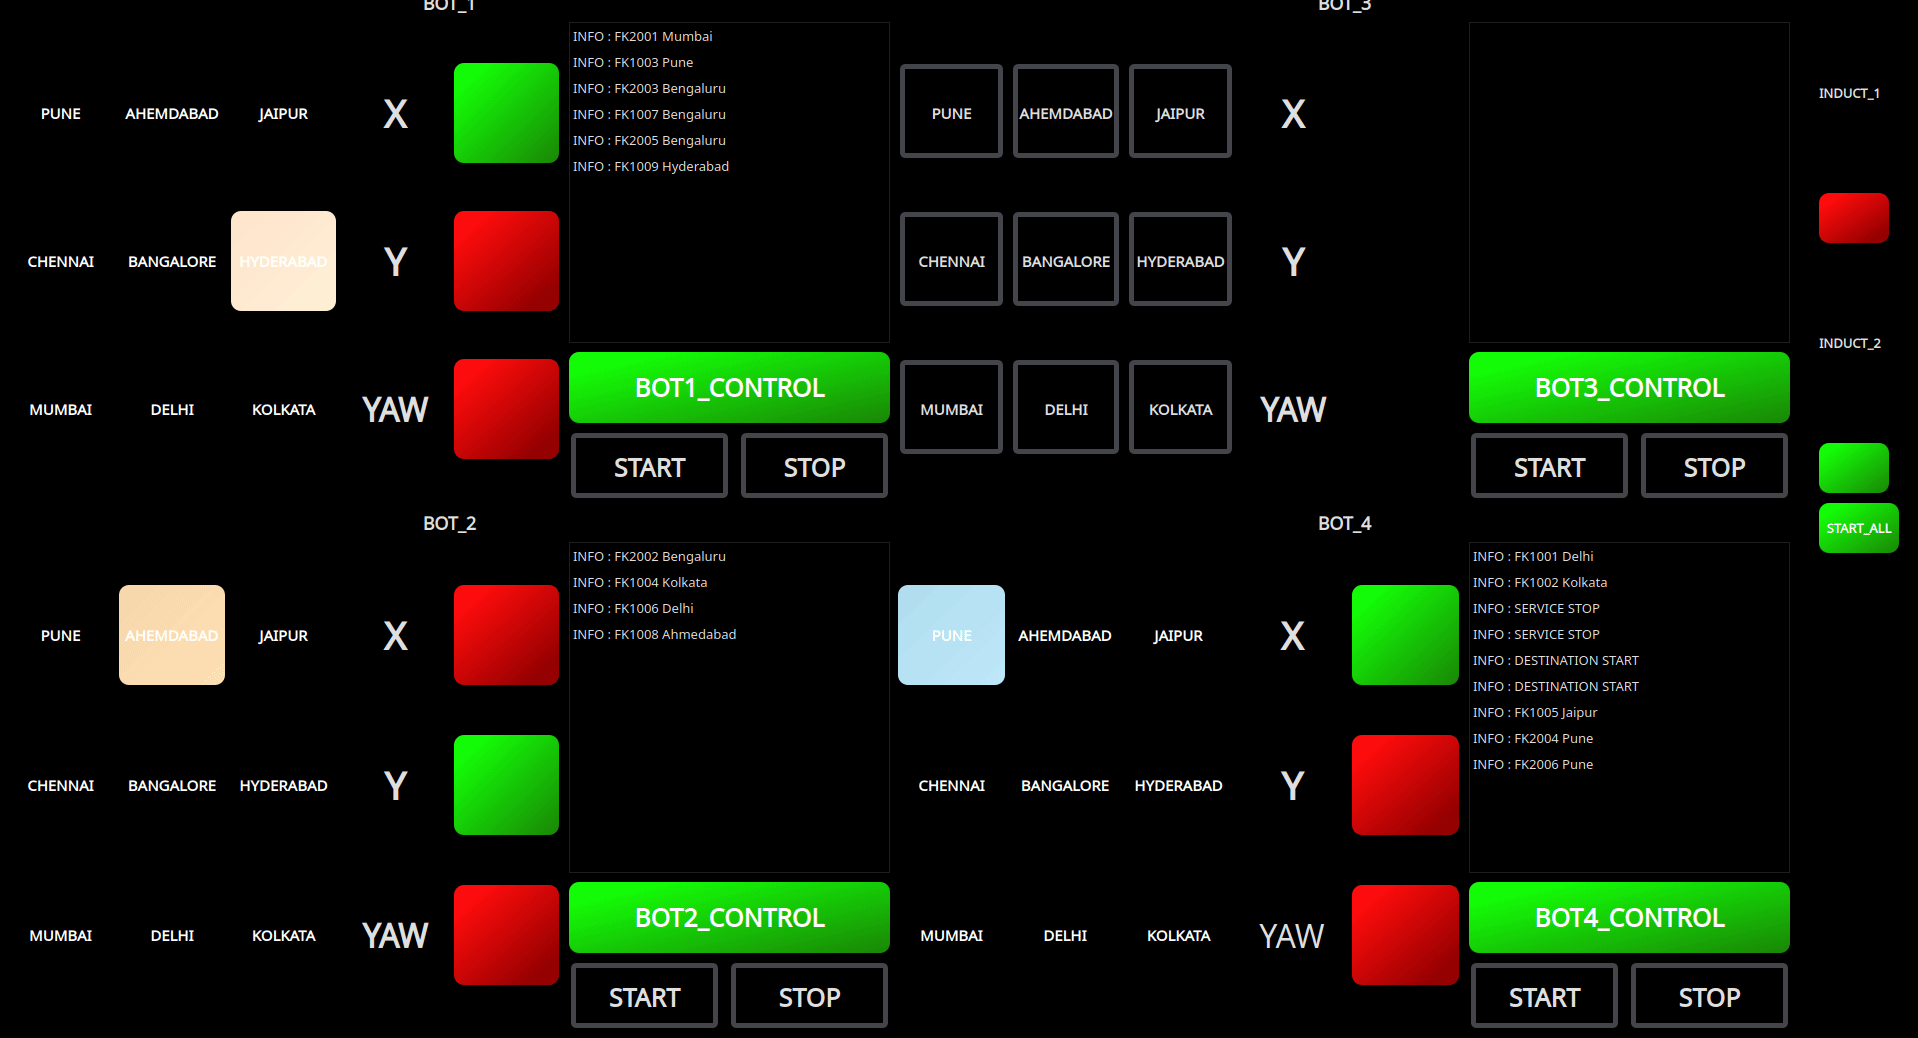 BOT_1
PUNE AHEMDABAD JAIPUR X
CHENNAI BANGALORE HYDERABAD Y
MUMBAI DELHI KOLKATA YAW
INFO : FK2001 Mumbai
INFO : FK1003 Pune
INFO : FK2003 Bengaluru
INFO : FK1007 Bengaluru
INFO : FK2005 Bengaluru
INFO : FK1009 Hyderabad
BOT1_CONTROL
START STOP
BOT_3
PUNE AHEMDABAD JAIPUR X
CHENNAI BANGALORE HYDERABAD Y
MUMBAI DELHI KOLKATA YAW
BOT3_CONTROL
START STOP
INDUCT_1
INDUCT_2
START_ALL
BOT_2
PUNE AHEMDABAD JAIPUR X
CHENNAI BANGALORE HYDERABAD Y
MUMBAI DELHI KOLKATA YAW
INFO : FK2002 Bengaluru
INFO : FK1004 Kolkata
INFO : FK1006 Delhi
INFO : FK1008 Ahmedabad
BOT2_CONTROL
START STOP
BOT_4
PUNE AHEMDABAD JAIPUR X
CHENNAI BANGALORE HYDERABAD Y
MUMBAI DELHI KOLKATA YAW
INFO : FK1001 Delhi
INFO : FK1002 Kolkata
INFO : SERVICE STOP
INFO : SERVICE STOP
INFO : DESTINATION START
INFO : DESTINATION START
INFO : FK1005 Jaipur
INFO : FK2004 Pune
INFO : FK2006 Pune
BOT4_CONTROL
START STOP